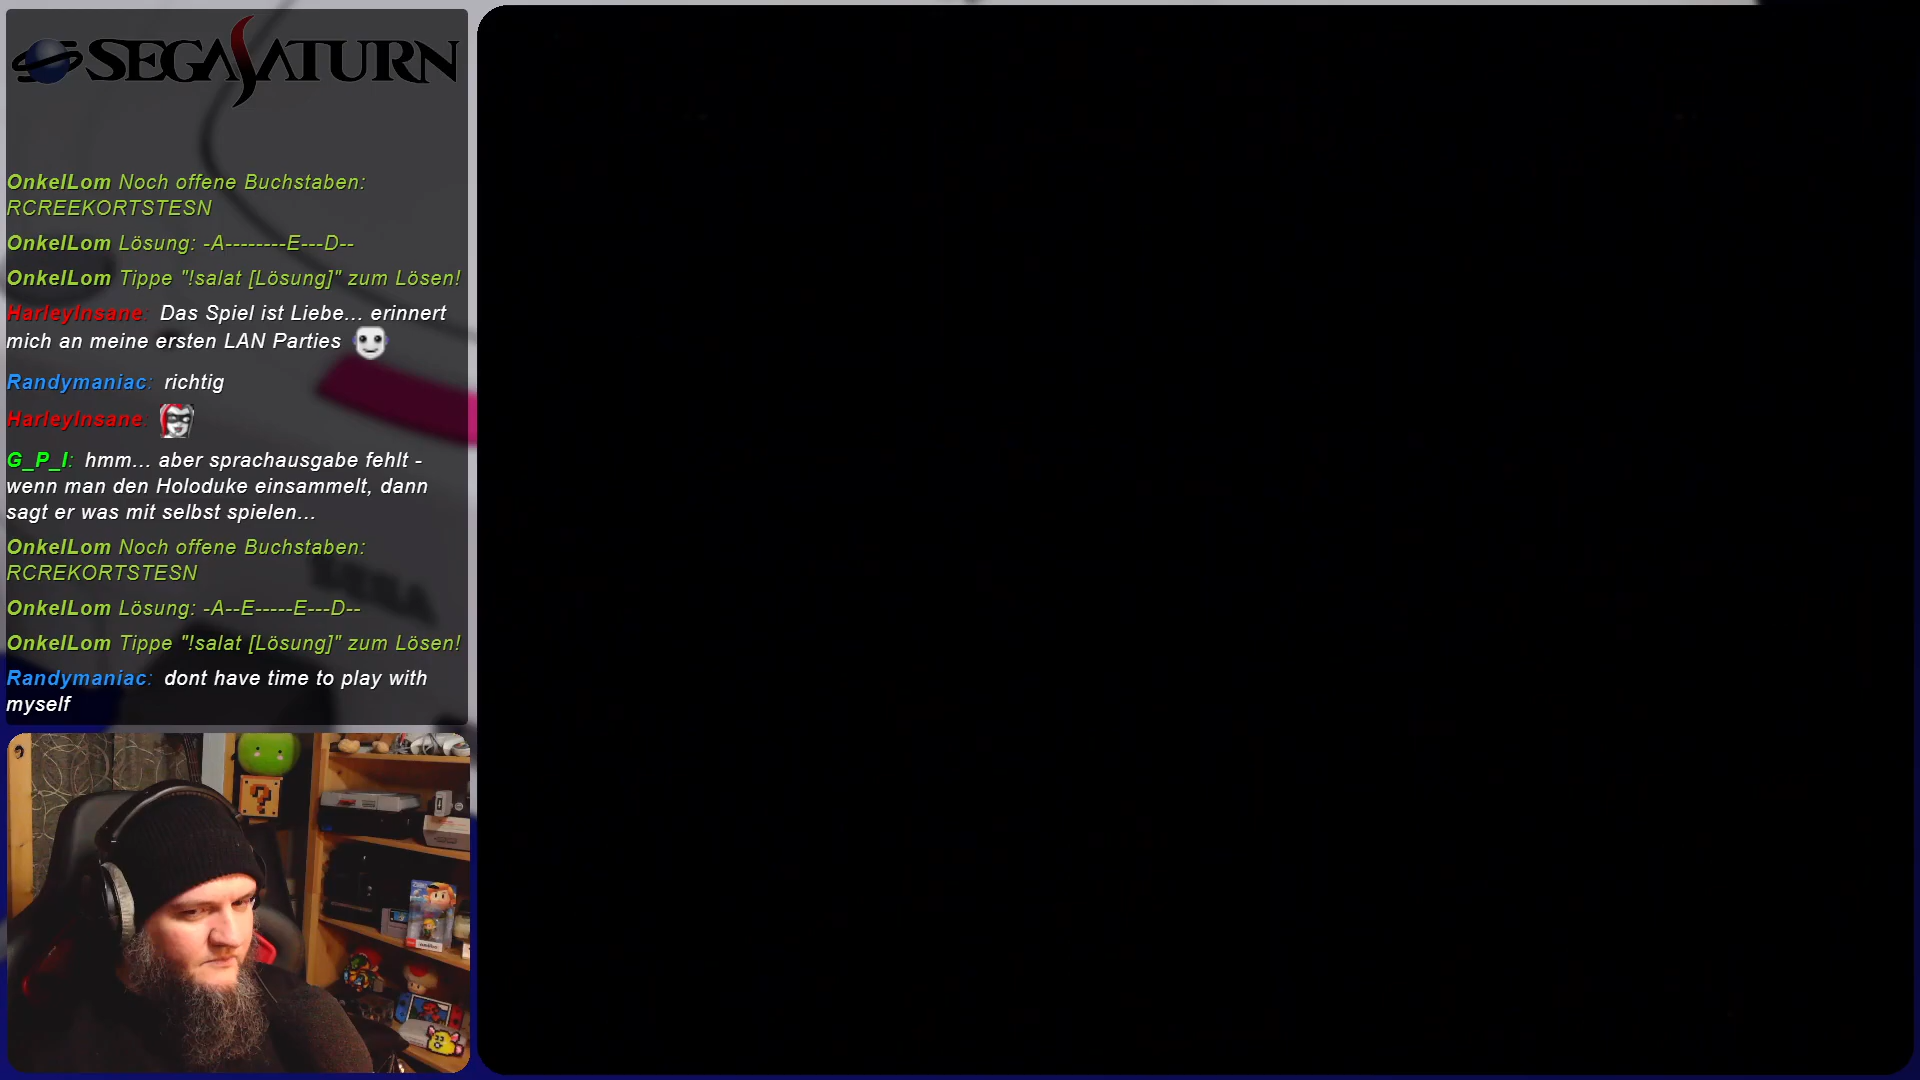 SEGA SATURN
OnkelLom Noch offene Buchstaben:
RCREEKORTSTESN
OnkelLom Lösung: -A--------E---D--
OnkelLom Tippe "!salat [Lösung]" zum Lösen!
HarleyInsane: Das Spiel ist Liebe... erinnert
mich an meine ersten LAN Parties
Randymaniac: richtig
HarleyInsane:
G_P_I: hmm... aber sprachausgabe fehlt -
wenn man den Holoduke einsammelt, dann
sagt er was mit selbst spielen...
OnkelLom Noch offene Buchstaben:
RCREKORTSTESN
OnkelLom Lösung: -A--E-----E---D--
OnkelLom Tippe "!salat [Lösung]" zum Lösen!
Randymaniac: dont have time to play with
myself
?